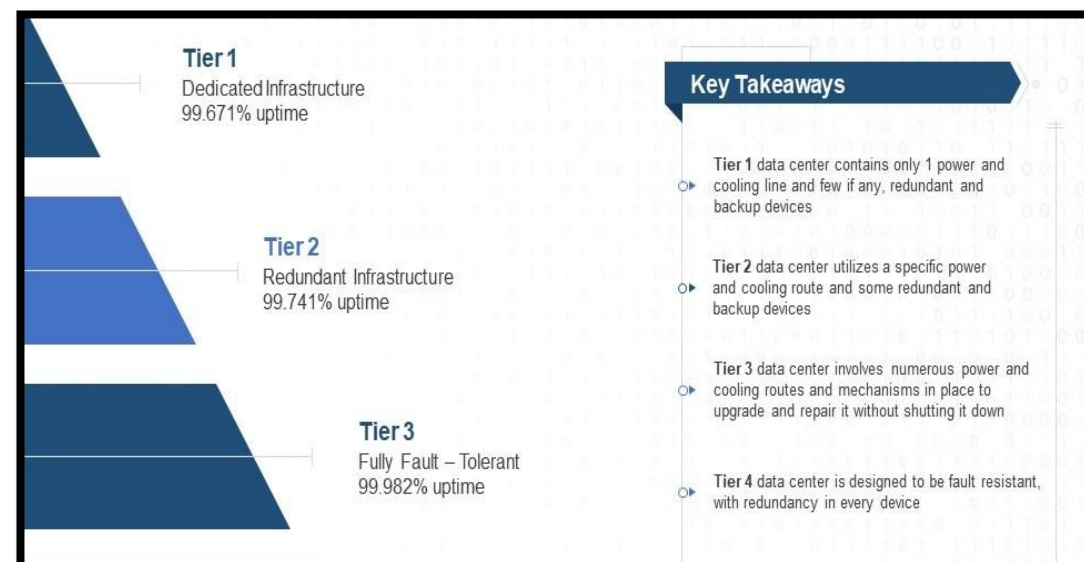 Tier 1
Dedicated Infrastructure
99.671% uptime
Tier 2
Redundant Infrastructure
99.741% uptime
Tier 3
Fully Fault – Tolerant
99.982% uptime
Key Takeaways
Tier 1 data center contains only 1 power and
cooling line and few if any, redundant and
backup devices
Tier 2 data center utilizes a specific power
and cooling route and some redundant and
backup devices
Tier 3 data center involves numerous power and
cooling routes and mechanisms in place to
upgrade and repair it without shutting it down
Tier 4 data center is designed to be fault resistant,
with redundancy in every device